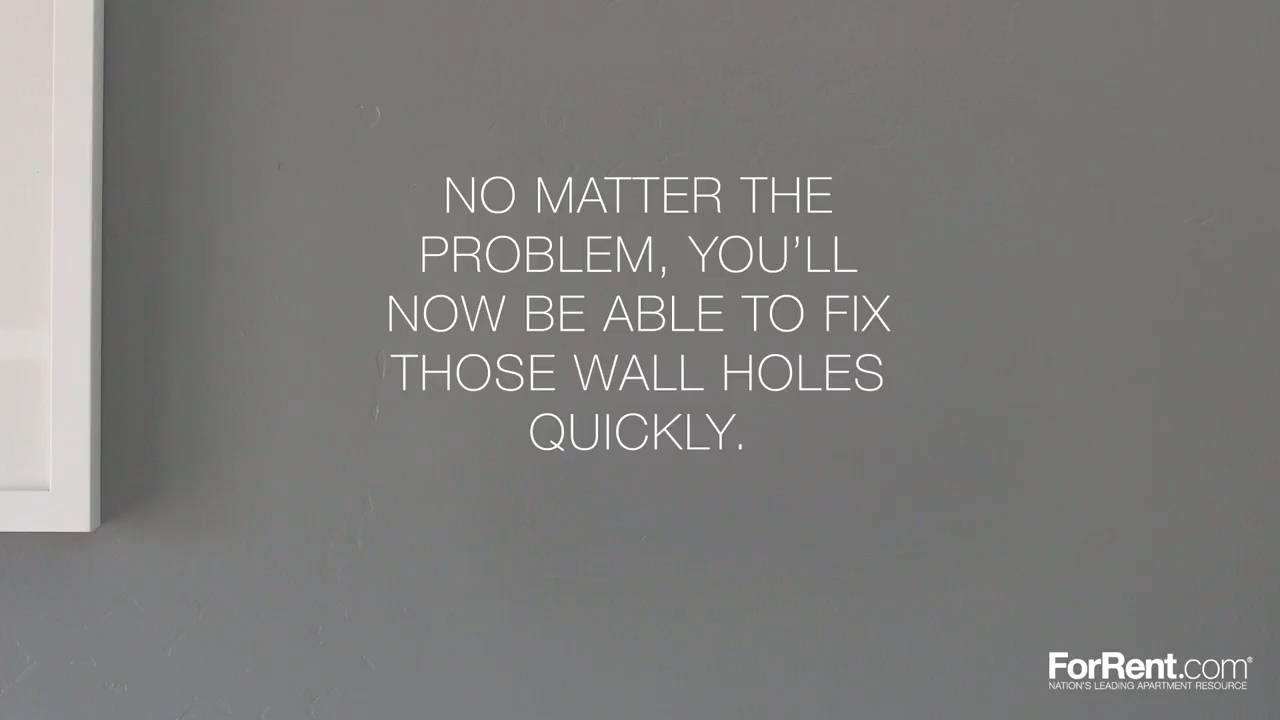 NO MATTER THE
PROBLEM, YOU’LL
NOW BE ABLE TO FIX
THOSE WALL HOLES
QUICKLY.
ForRent.com®
NATION'S LEADING APARTMENT RESOURCE